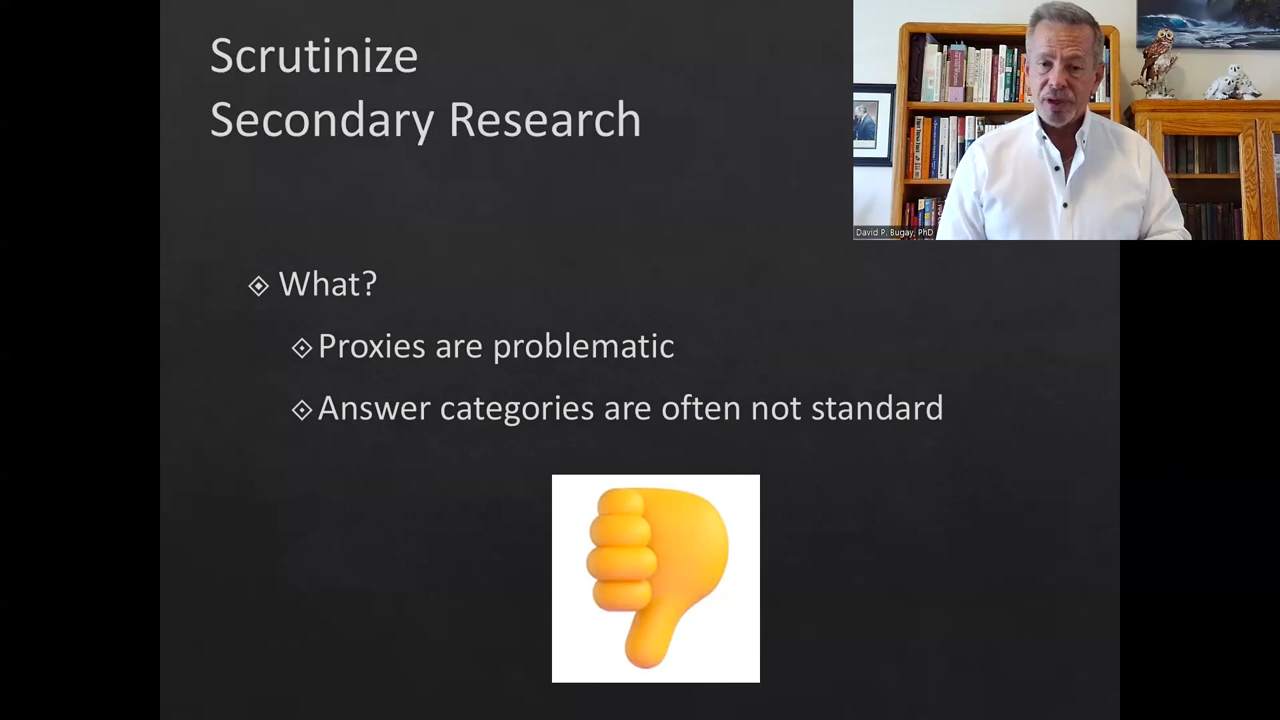 Scrutinize
Secondary Research
What?
Proxies are problematic
Answer categories are often not standard
David P. Bugay, PhD